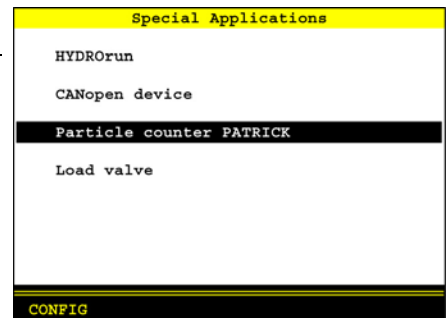 Special Applications
HYDROrun
CANopen device
Particle counter PATRICK
Load valve
CONFIG